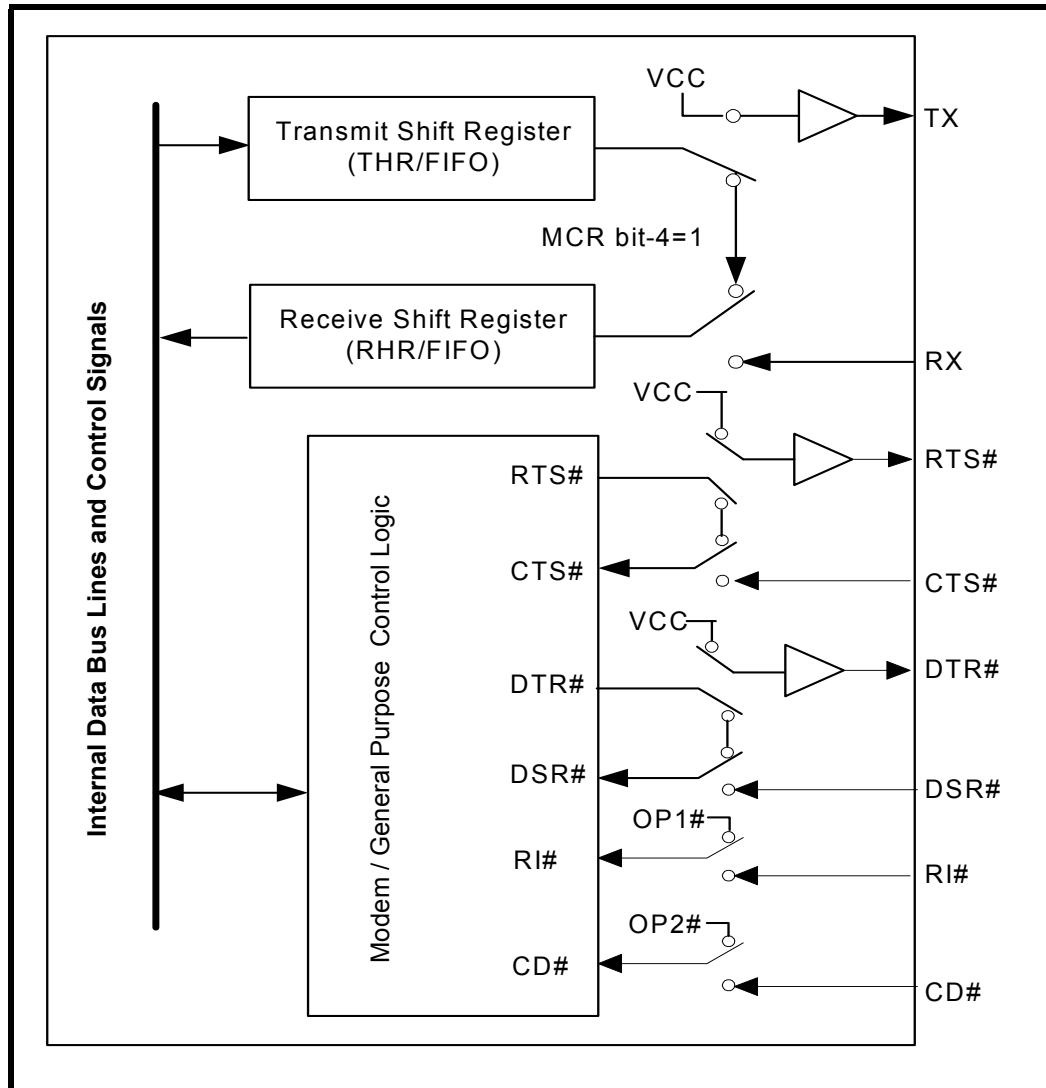 VCC
TX
Transmit Shift Register
(THR/FIFO)
MCR bit-4=1
Receive Shift Register
(RHR/FIFO)
RX
VCC
RTS#
RTS#
CTS#
CTS#
VCC
DTR#
DTR#
DSR#
DSR#
OP1#
RI#
RI#
OP2#
CD#
CD#
Internal Data Bus Lines and Control Signals
Modem / General Purpose Control Logic